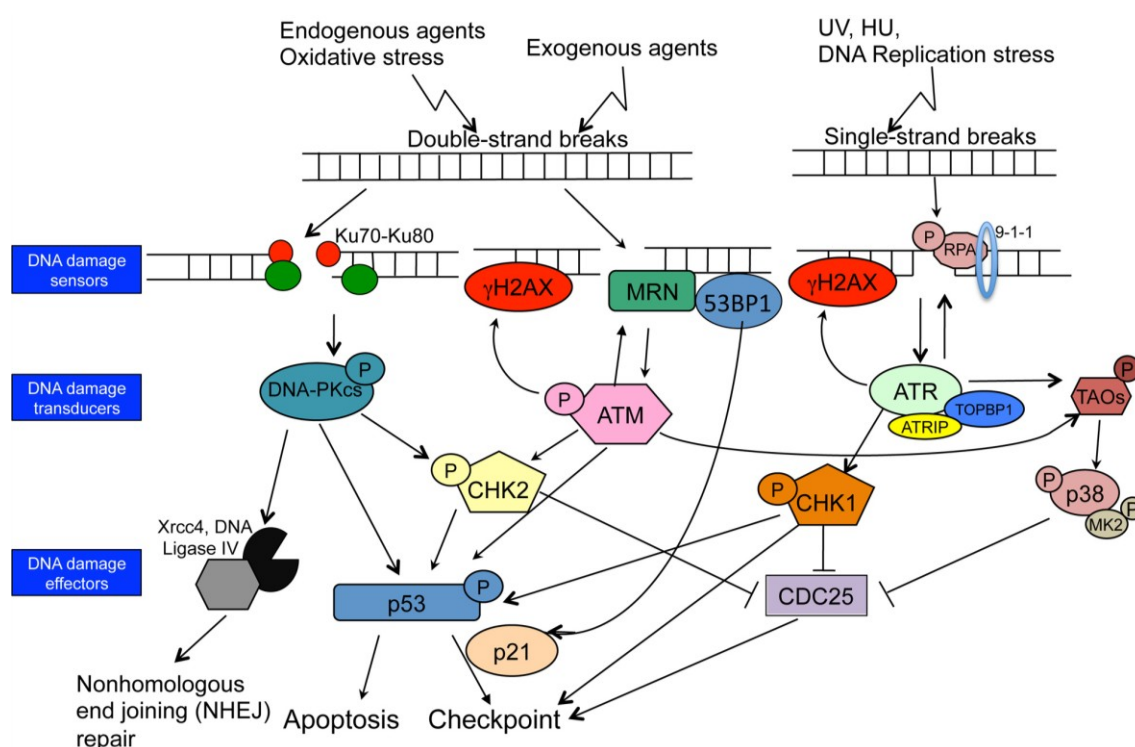 Endogenous agents
Oxidative stress
Exogenous agents
UV, HU,
DNA Replication stress
Double-strand breaks
Single-strand breaks
DNA damage
sensors
Ku70-Ku80
γH2AX
MRN
53BP1
γH2AX
P
RPA
9-1-1
DNA damage
transducers
DNA-PKcs
P
P
ATM
ATR
ATRIP
TOPBP1
P
TAOs
P
CHK2
P
CHK1
P
p38
MK2
P
DNA damage
effectors
Xrcc4, DNA
Ligase IV
p53
P
p21
CDC25
Nonhomologous
end joining (NHEJ)
repair
Apoptosis
Checkpoint